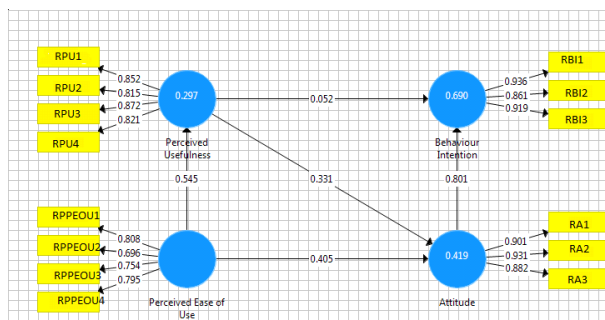 RPU1
RPU2
RPU3
RPU4
0.852
0.815
0.872
0.821
0.297
Perceived
Usefulness
0.052
0.690
Behaviour
Intention
0.936
0.861
0.919
RBI1
RBI2
RBI3
0.545
0.331
0.801
RPPEOU1
RPPEOU2
RPPEOU3
RPPEOU4
0.808
0.696
0.754
0.795
Perceived Ease of
Use
0.405
0.419
Attitude
0.901
0.931
0.882
RA1
RA2
RA3